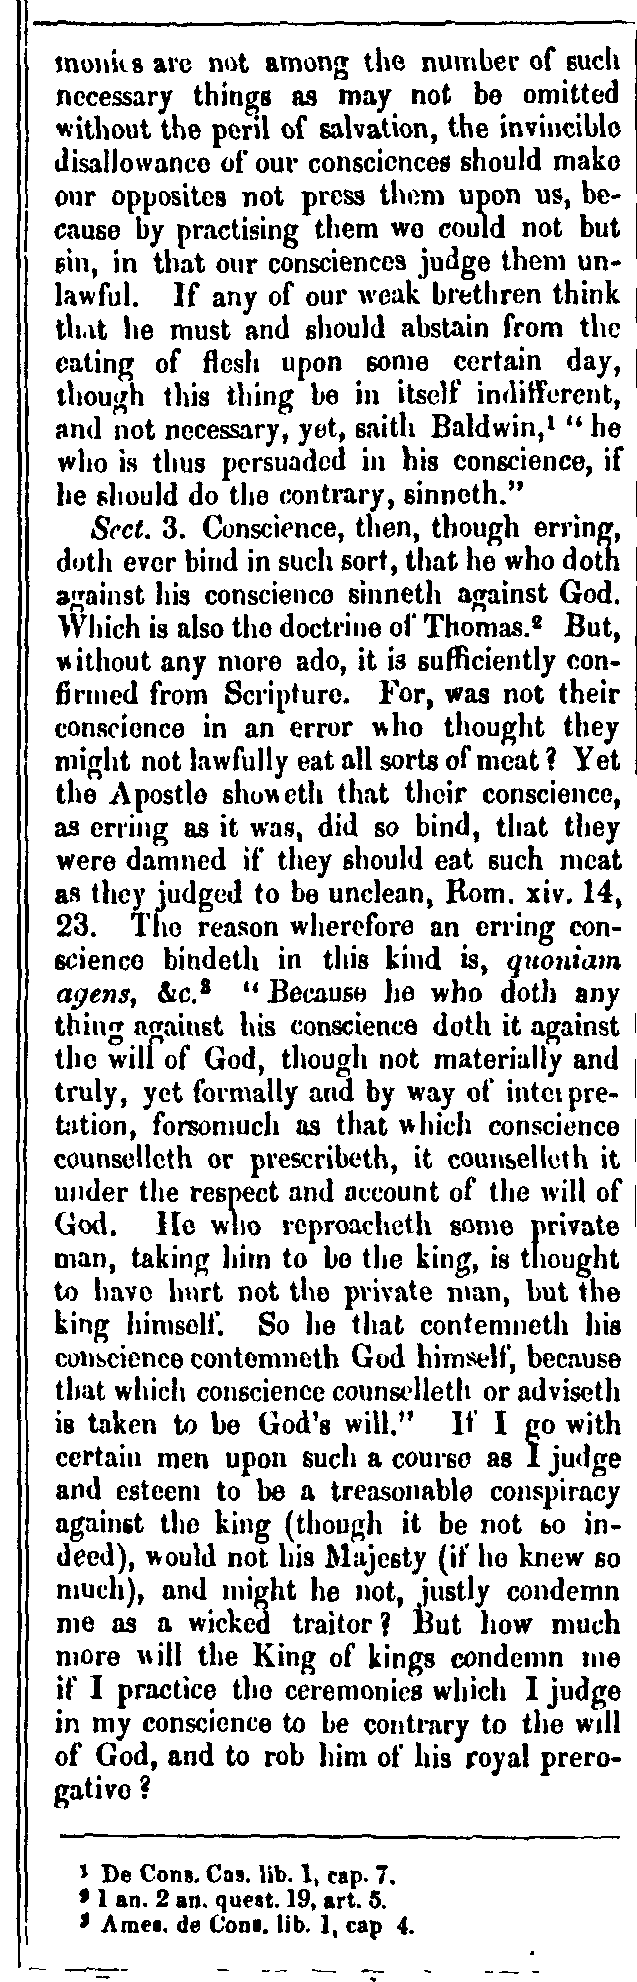 monies are not among the number of such
necessary things as may not be omitted
without the peril of salvation, the invincible
disallowance of our consciences should make
our opposites not press them upon us, be-
cause by practising them we could not but
sin, in that our consciences judge them un-
lawful. If any of our weak brethren think
that he must and should abstain from the
eating of flesh upon some certain day,
though this thing be in itself indifferent,
and not necessary, yet, saith Baldwin,¹ “ he
who is thus persuaded in his conscience, if
he should do the contrary, sinneth.”
Sect. 3. Conscience, then, though erring,
doth ever bind in such sort, that he who doth
against his conscience sinneth against God.
Which is also the doctrine of Thomas.² But,
without any more ado, it is sufficiently con-
firmed from Scripture. For, was not their
conscience in an error who thought they
might not lawfully eat all sorts of meat? Yet
the Apostle showeth that their conscience,
as erring as it was, did so bind, that they
were damned if they should eat such meat
as they judged to be unclean, Rom. xiv. 14,
23. The reason wherefore an erring con-
science bindeth in this kind is, quoniam
agens, &c.³ “ Because he who doth any
thing against his conscience doth it against
the will of God, though not materially and
truly, yet formally and by way of interpre-
tation, forsomuch as that which conscience
counselleth or prescribeth, it counselleth it
under the respect and account of the will of
God. He who reproacheth some private
man, taking him to be the king, is thought
to have hurt not the private man, but the
king himself. So he that contemneth his
conscience contemneth God himself, because
that which conscience counselleth or adviseth
is taken to be God's will.” If I go with
certain men upon such a course as I judge
and esteem to be a treasonable conspiracy
against the king (though it be not so in-
deed), would not his Majesty (if he knew so
much), and might he not, justly condemn
me as a wicked traitor? But how much
more will the King of kings condemn me
if I practice the ceremonies which I judge
in my conscience to be contrary to the will
of God, and to rob him of his royal prero-
gative?
¹ De Cons. Cas. lib. 1, cap. 7.
² 1 an. 2 an. quest. 19, art. 5.
³ Ames. de Cons. lib. 1, cap 4.